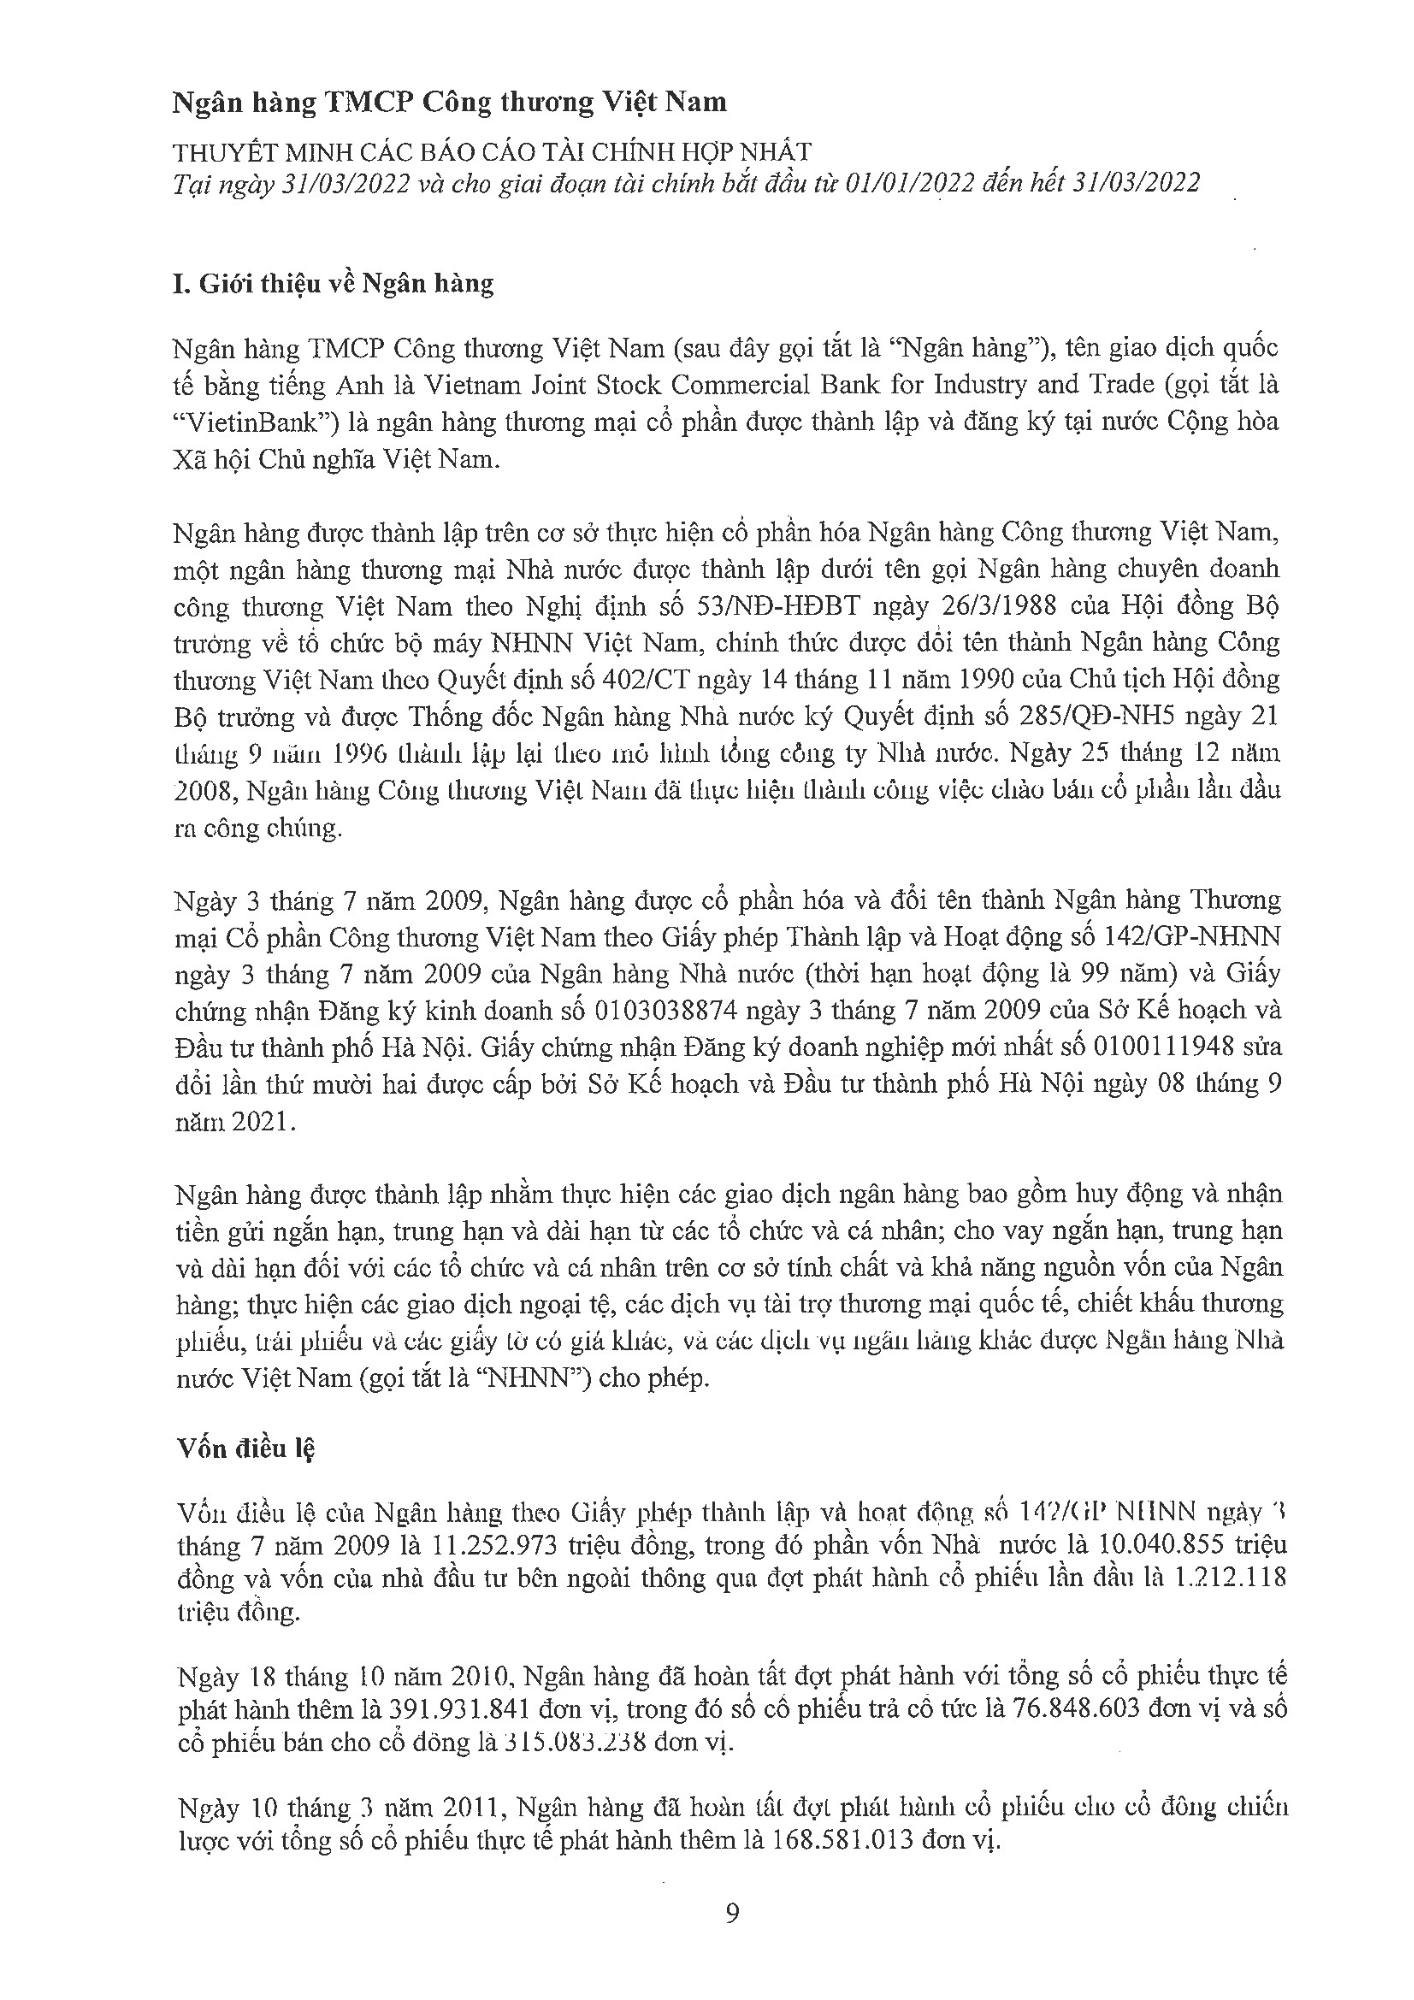 Ngân hàng TMCP Công thương Việt Nam
THUYẾT MINH CÁC BÁO CÁO TÀI CHÍNH HỢP NHẤT
Tại ngày 31/03/2022 và cho giai đoạn tài chính bắt đầu từ 01/01/2022 đến hết 31/03/2022
I. Giới thiệu về Ngân hàng
Ngân hàng TMCP Công thương Việt Nam (sau đây gọi tắt là “Ngân hàng”), tên giao dịch quốc
tế bằng tiếng Anh là Vietnam Joint Stock Commercial Bank for Industry and Trade (gọi tắt là
“VietinBank”) là ngân hàng thương mại cổ phần được thành lập và đăng ký tại nước Cộng hòa
Xã hội Chủ nghĩa Việt Nam.
Ngân hàng được thành lập trên cơ sở thực hiện cổ phần hóa Ngân hàng Công thương Việt Nam,
một ngân hàng thương mại Nhà nước được thành lập dưới tên gọi Ngân hàng chuyên doanh
công thương Việt Nam theo Nghị định số 53/NĐ-HĐBT ngày 26/3/1988 của Hội đồng Bộ
trưởng về tổ chức bộ máy NHNN Việt Nam, chính thức được đổi tên thành Ngân hàng Công
thương Việt Nam theo Quyết định số 402/CT ngày 14 tháng 11 năm 1990 của Chủ tịch Hội đồng
Bộ trưởng và được Thống đốc Ngân hàng Nhà nước ký Quyết định số 285/QĐ-NH5 ngày 21
tháng 9 năm 1996 thành lập lại theo mô hình tổng công ty Nhà nước. Ngày 25 tháng 12 năm
2008, Ngân hàng Công thương Việt Nam đã thực hiện thành công việc chào bán cổ phần lần đầu
ra công chúng.
Ngày 3 tháng 7 năm 2009, Ngân hàng được cổ phần hóa và đổi tên thành Ngân hàng Thương
mại Cổ phần Công thương Việt Nam theo Giấy phép Thành lập và Hoạt động số 142/GP-NHNN
ngày 3 tháng 7 năm 2009 của Ngân hàng Nhà nước (thời hạn hoạt động là 99 năm) và Giấy
chứng nhận Đăng ký kinh doanh số 0103038874 ngày 3 tháng 7 năm 2009 của Sở Kế hoạch và
Đầu tư thành phố Hà Nội. Giấy chứng nhận Đăng ký doanh nghiệp mới nhất số 0100111948 sửa
đổi lần thứ mười hai được cấp bởi Sở Kế hoạch và Đầu tư thành phố Hà Nội ngày 08 tháng 9
năm 2021.
Ngân hàng được thành lập nhằm thực hiện các giao dịch ngân hàng bao gồm huy động và nhận
tiền gửi ngắn hạn, trung hạn và dài hạn từ các tổ chức và cá nhân; cho vay ngắn hạn, trung hạn
và dài hạn đối với các tổ chức và cá nhân trên cơ sở tính chất và khả năng nguồn vốn của Ngân
hàng; thực hiện các giao dịch ngoại tệ, các dịch vụ tài trợ thương mại quốc tế, chiết khấu thương
phiếu, trái phiếu và các giấy tờ có giá khác, và các dịch vụ ngân hàng khác được Ngân hàng Nhà
nước Việt Nam (gọi tắt là “NHNN”) cho phép.
Vốn điều lệ
Vốn điều lệ của Ngân hàng theo Giấy phép thành lập và hoạt động số 142/GP NHNN ngày 3
tháng 7 năm 2009 là 11.252.973 triệu đồng, trong đó phần vốn Nhà nước là 10.040.855 triệu
đồng và vốn của nhà đầu tư bên ngoài thông qua đợt phát hành cổ phiếu lần đầu là 1.212.118
triệu đồng.
Ngày 18 tháng 10 năm 2010, Ngân hàng đã hoàn tất đợt phát hành với tổng số cổ phiếu thực tế
phát hành thêm là 391.931.841 đơn vị, trong đó số cổ phiếu trả cổ tức là 76.848.603 đơn vị và số
cổ phiếu bán cho cổ đông là 315.083.238 đơn vị.
Ngày 10 tháng 3 năm 2011, Ngân hàng đã hoàn tất đợt phát hành cổ phiếu cho cổ đông chiến
lược với tổng số cổ phiếu thực tế phát hành thêm là 168.581.013 đơn vị.
9